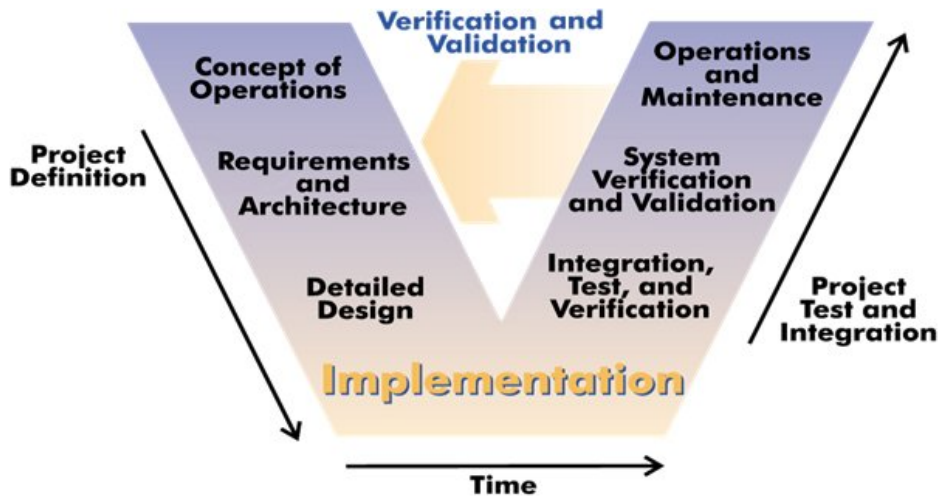 Verification and
Validation
Concept of
Operations
Operations
and
Maintenance
Project
Definition
Requirements
and
Architecture
System
Verification
and Validation
Detailed
Design
Integration,
Test, and
Verification
Project
Test and
Integration
Implementation
Time